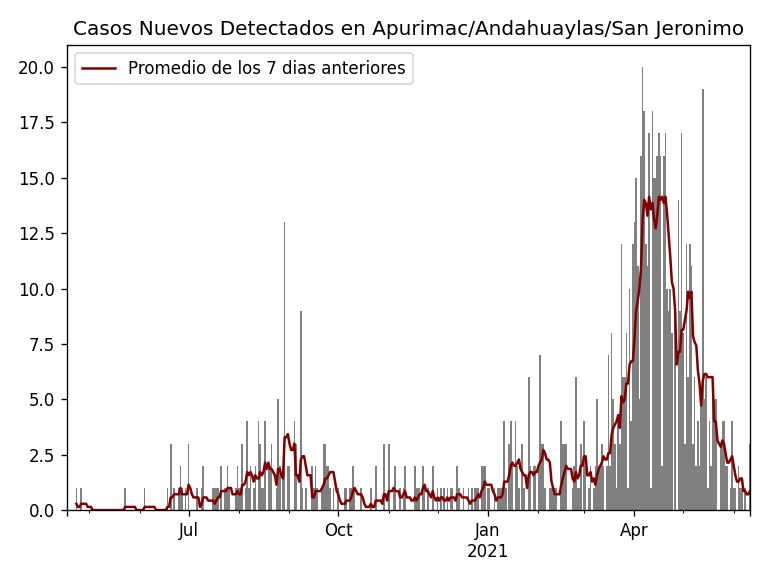 Casos Nuevos Detectados en Apurimac/Andahuaylas/San Jeronimo
Promedio de los 7 dias anteriores
20.0
17.5
15.0
12.5
10.0
7.5
5.0
2.5
0.0
Jul
Oct
Jan
Apr
2021